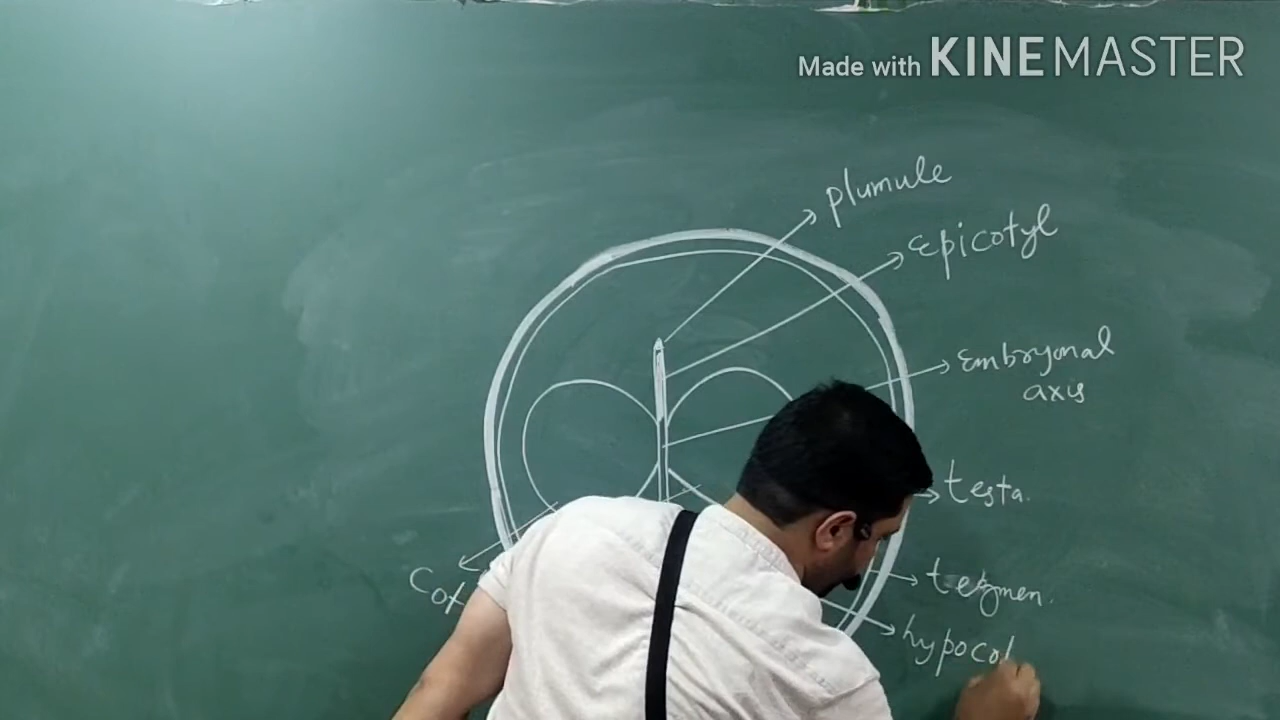 Made with KINEMASTER
plumule
Epicotyl
Embryonal
axis
testa.
tegmen.
hypocot
Cot